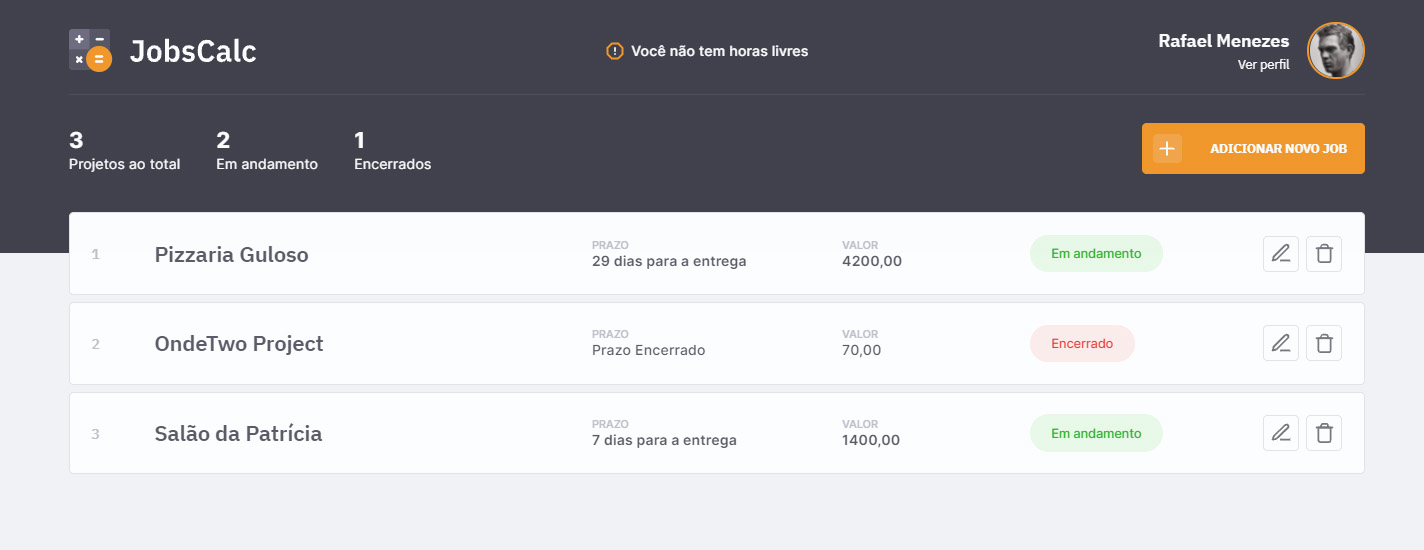 JobsCalc
Você não tem horas livres
Rafael Menezes
Ver perfil
3
Projetos ao total
2
Em andamento
1
Encerrados
ADICIONAR NOVO JOB
1
Pizzaria Guloso
PRAZO
29 dias para a entrega
VALOR
4200,00
Em andamento
2
OndeTwo Project
PRAZO
Prazo Encerrado
VALOR
70,00
Encerrado
3
Salão da Patrícia
PRAZO
7 dias para a entrega
VALOR
1400,00
Em andamento